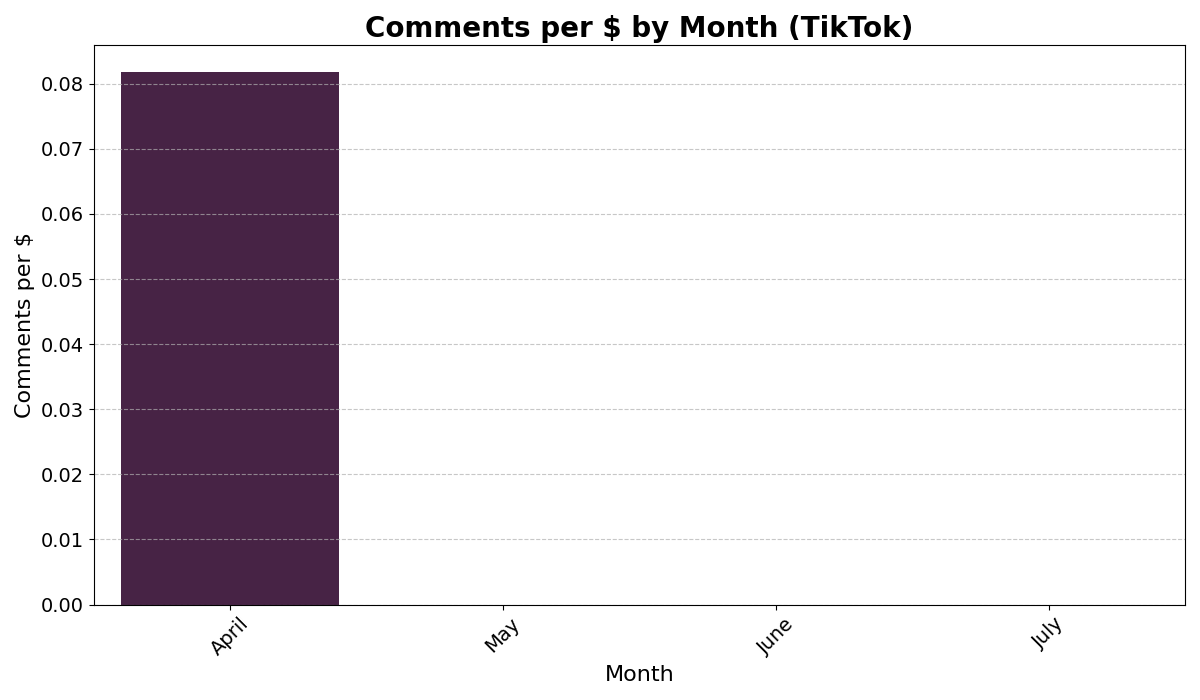 Comments per $ by Month (TikTok)
Comments per $
0.08
0.07
0.06
0.05
0.04
0.03
0.02
0.01
0.00
April
May
June
July
Month